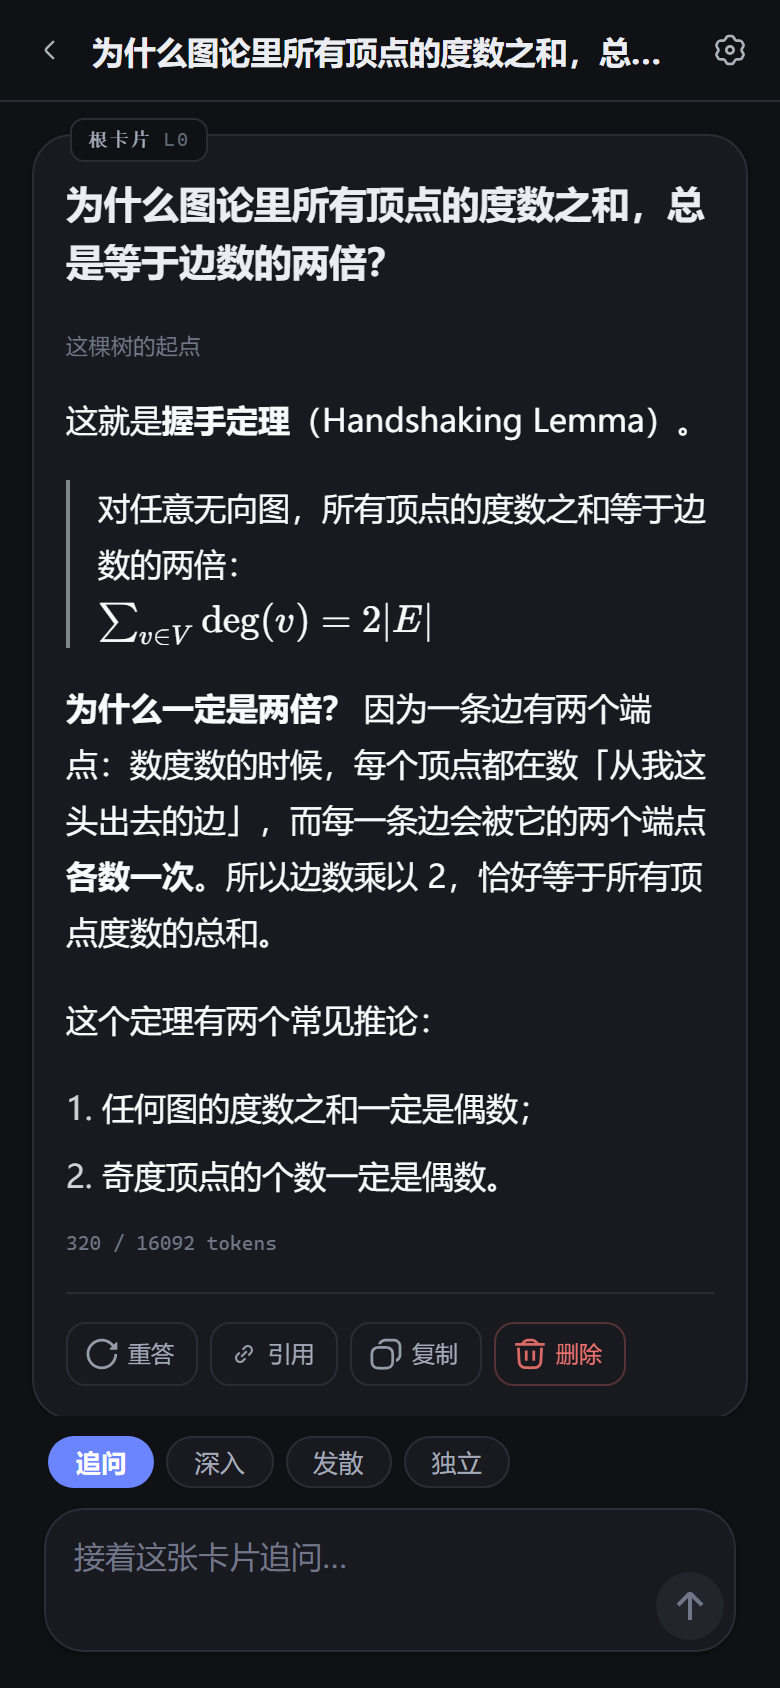 为什么图论里所有顶点的度数之和，总...
根卡片 L0
为什么图论里所有顶点的度数之和，总
是等于边数的两倍？
这棵树的起点
这就是握手定理（Handshaking Lemma）。
对任意无向图，所有顶点的度数之和等于边
数的两倍：
∑_{v∈V} deg(v) = 2|E|
为什么一定是两倍？ 因为一条边有两个端
点：数度数的时候，每个顶点都在数「从我这
头出去的边」，而每一条边会被它的两个端点
各数一次。所以边数乘以 2，恰好等于所有顶
点度数的总和。
这个定理有两个常见推论：
1. 任何图的度数之和一定是偶数；
2. 奇度顶点的个数一定是偶数。
320 / 16092 tokens
重答 引用 复制 删除
追问 深入 发散 独立
接着这张卡片追问...